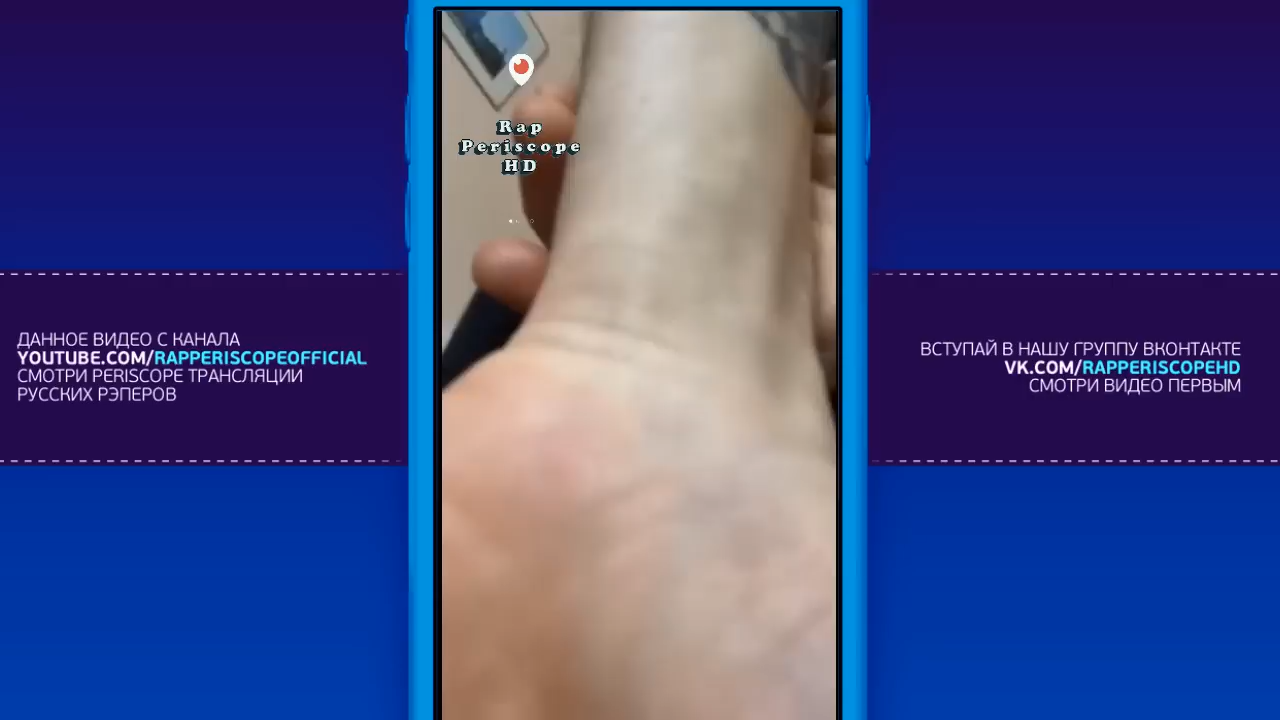 Rap
Periscope
HD
ДАННОЕ ВИДЕО С КАНАЛА
YOUTUBE.COM/RAPPERISCOPEOFFICIAL
СМОТРИ PERISCOPE ТРАНСЛЯЦИИ
РУССКИХ РЭПЕРОВ
ВСТУПАЙ В НАШУ ГРУППУ ВКОНТАКТЕ
VK.COM/RAPPERISCOPEHD
СМОТРИ ВИДЕО ПЕРВЫМ